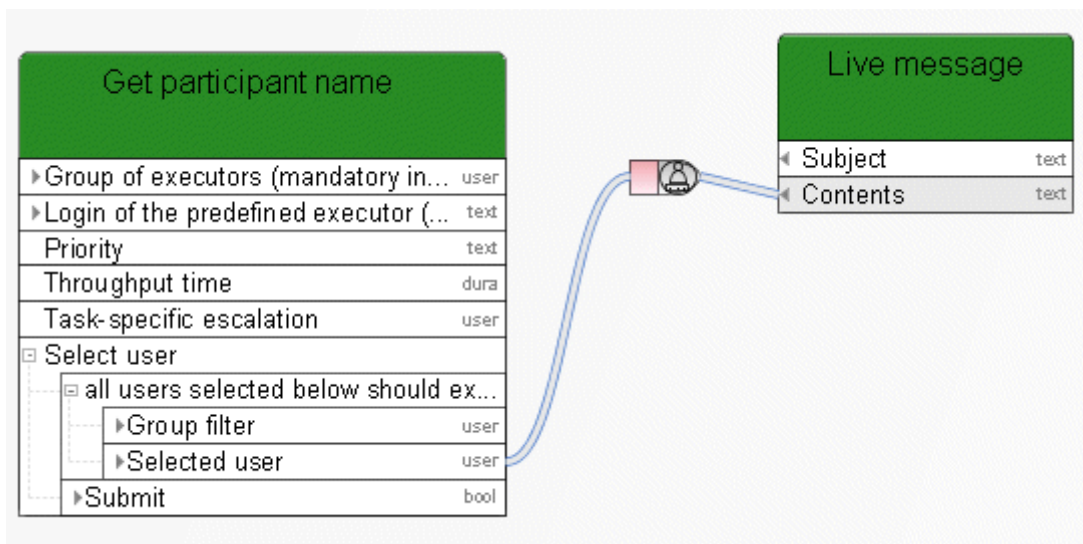 Get participant name
Group of executors (mandatory in... user
Login of the predefined executor (... text
Priority text
Throughput time dura
Task-specific escalation user
Select user
all users selected below should ex...
Group filter user
Selected user user
Submit bool
Live message
Subject text
Contents text